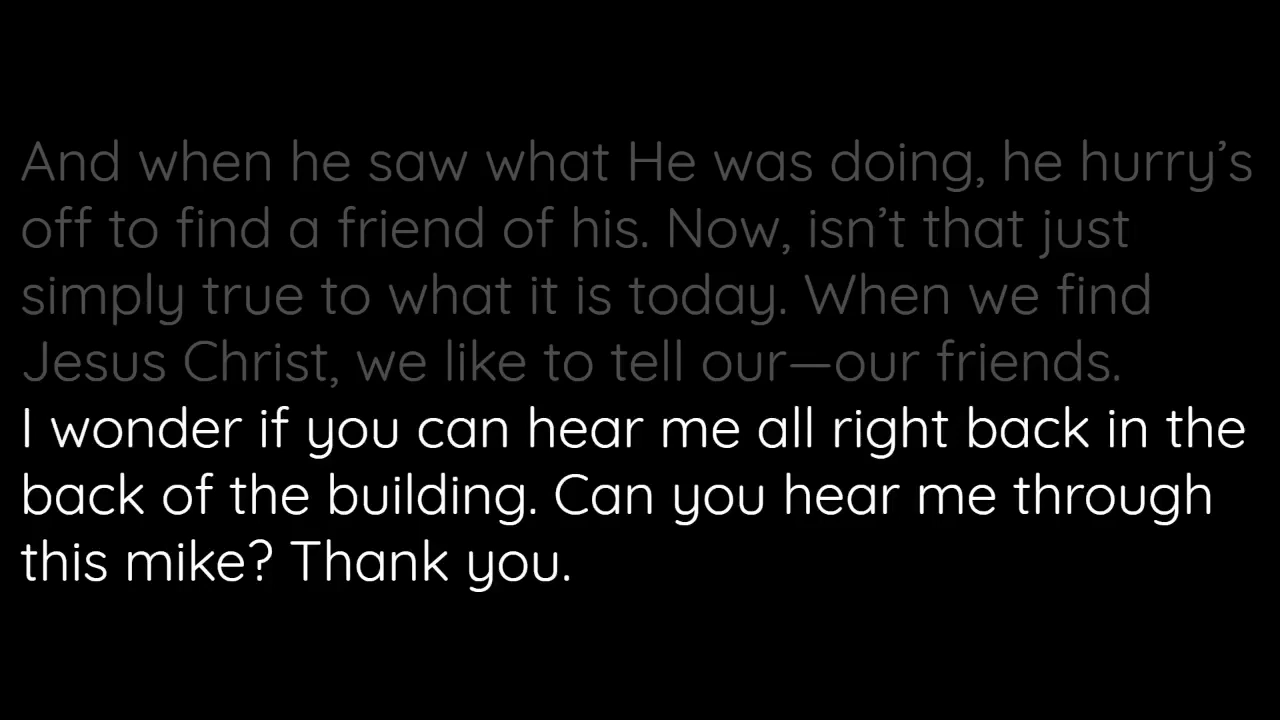 And when he saw what He was doing, he hurry’s
off to find a friend of his. Now, isn’t that just
simply true to what it is today. When we find
Jesus Christ, we like to tell our—our friends.
I wonder if you can hear me all right back in the
back of the building. Can you hear me through
this mike? Thank you.